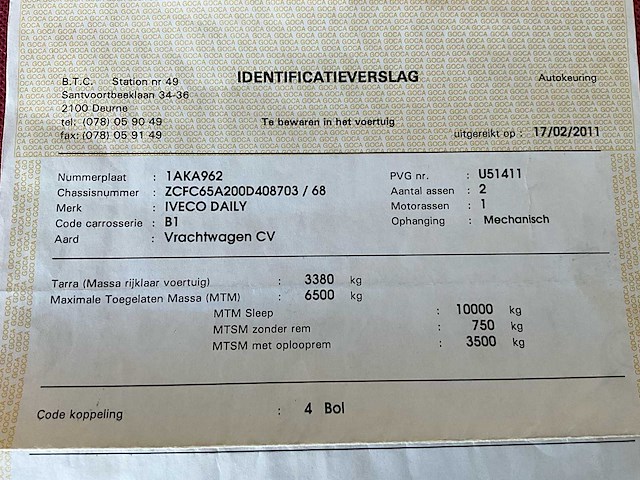 IDENTIFICATIEVERSLAG
B.T.C. Station nr 49
Santvoortbeeklaan 34-36
2100 Deurne
tel: (078) 05 90 49
fax: (078) 05 91 49
Te bewaren in het voertuig
Autokeuring
uitgereikt op : 17/02/2011
Nummerplaat : 1AKA962
Chassisnummer : ZCFC65A200D408703 / 68
Merk : IVECO DAILY
Code carrosserie : B1
Aard : Vrachtwagen CV
PVG nr. : U51411
Aantal assen : 2
Motorassen : 1
Ophanging : Mechanisch
Tarra (Massa rijklaar voertuig) : 3380 kg
Maximale Toegelaten Massa (MTM) : 6500 kg
MTM Sleep : 10000 kg
MTSM zonder rem : 750 kg
MTSM met oplooprem : 3500 kg
Code koppeling : 4 Bol